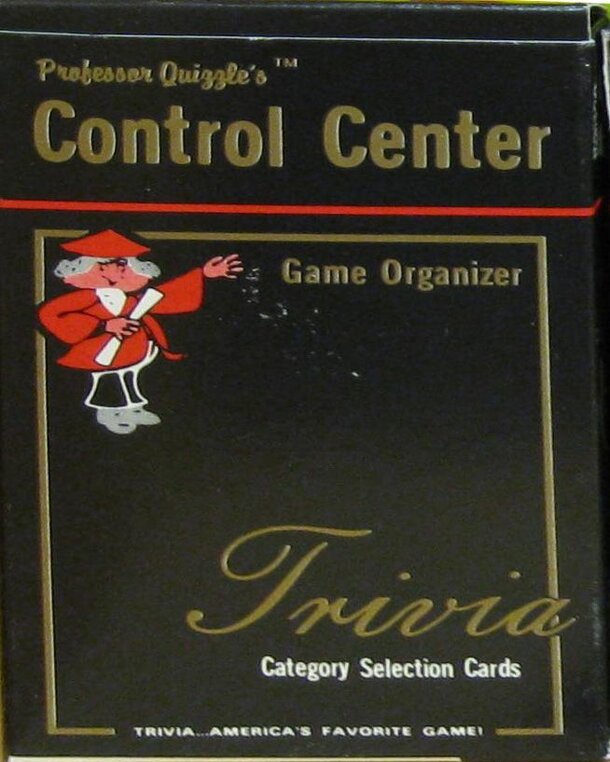 Professor Quizzle's™
Control Center
Game Organizer
Trivia
Category Selection Cards
TRIVIA...AMERICA'S FAVORITE GAME!